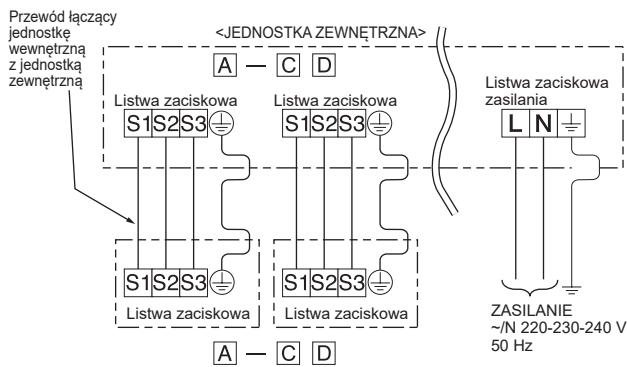 Przewód łączący
jednostkę
wewnętrzną
z jednostką
zewnętrzną
<JEDNOSTKA ZEWNĘTRZNA>
A — C D
Listwa zaciskowa
S1 S2 S3
Listwa zaciskowa
S1 S2 S3
Listwa zaciskowa
zasilania
L N
S1 S2 S3
Listwa zaciskowa
S1 S2 S3
Listwa zaciskowa
A — C D
ZASILANIE
~/N 220-230-240 V
50 Hz